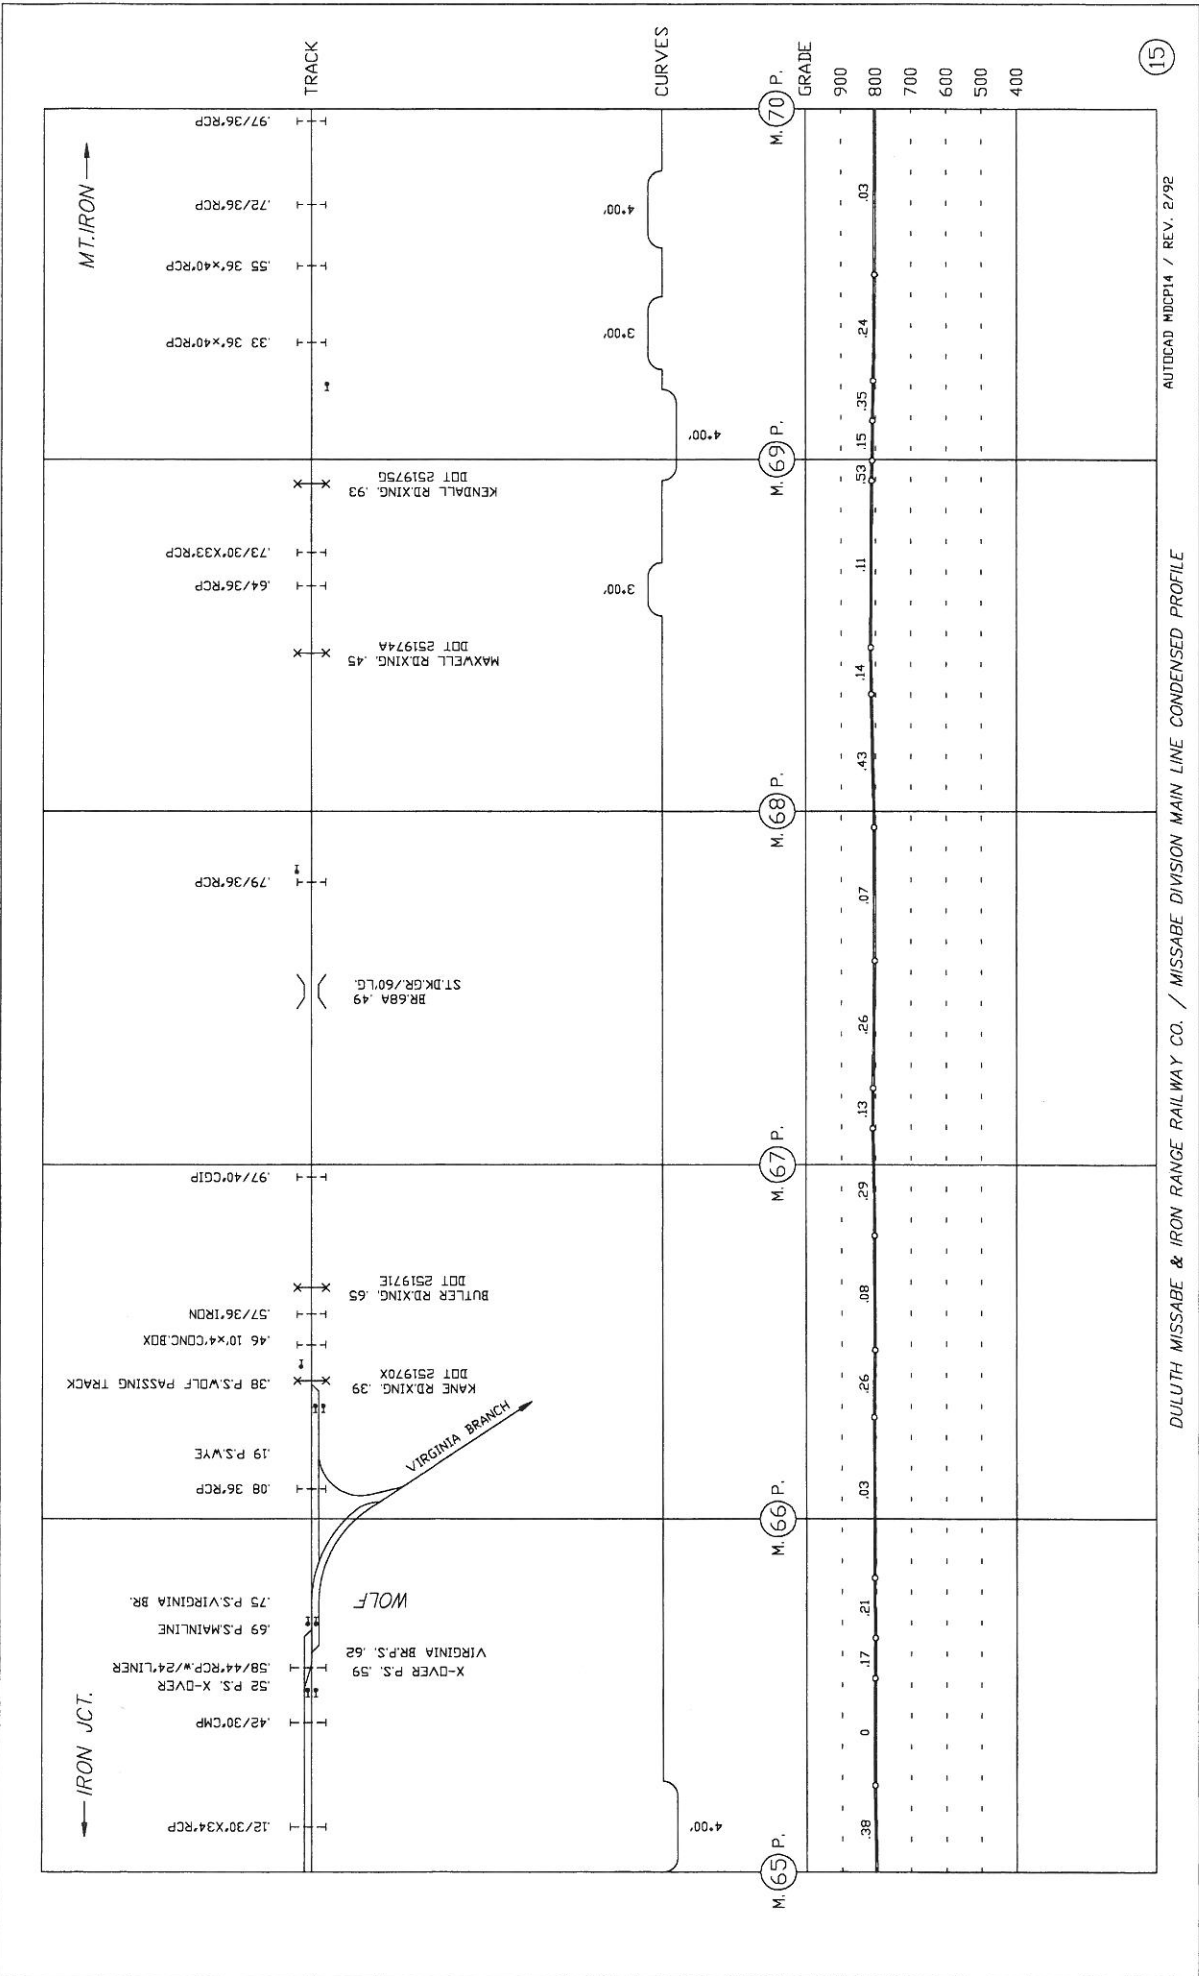 ← IRON JCT.
MT.IRON →
.12/30"X34'RCP
.42/30"CMP
.52 P.S. X-OVER
.58/44"RCP.W/24"LINER
.69 P.S.MAINLINE
.75 P.S.VIRGINIA BR.
.08 36"RCP
.19 P.S.WYE
.38 P.S.WOLF PASSING TRACK
.46 10'x4'CONC.BOX
.57/36"IRON
.97/40"CGIP
.79/36"RCP
.64/36"RCP
.73/30"X33'RCP
.33 36"x40'RCP
.55 36"x40'RCP
.72/36"RCP
.97/36"RCP
TRACK
X-OVER P.S. .59
VIRGINIA BR.P.S. .62
WOLF
VIRGINIA BRANCH
KANE RD.XING. .39
DOT 251970X
BUTLER RD.XING. .65
DOT 251971E
BR.68A .49
ST.DK.GR./60'LG.
MAXWELL RD.XING. .45
DOT 251974A
KENDALL RD.XING. .93
DOT 251975G
CURVES
4°00'
3°00'
4°00'
3°00'
4°00'
M. 65 P.
M. 66 P.
M. 67 P.
M. 68 P.
M. 69 P.
M. 70 P.
GRADE
900
800
700
600
500
400
.38
0
.17
.21
.03
.26
.08
.29
.13
.26
.07
.43
.14
.11
.53
.15
.35
.24
.03
AUTOCAD MDCP14 / REV. 2/92
DULUTH MISSABE & IRON RANGE RAILWAY CO. / MISSABE DIVISION MAIN LINE CONDENSED PROFILE
15